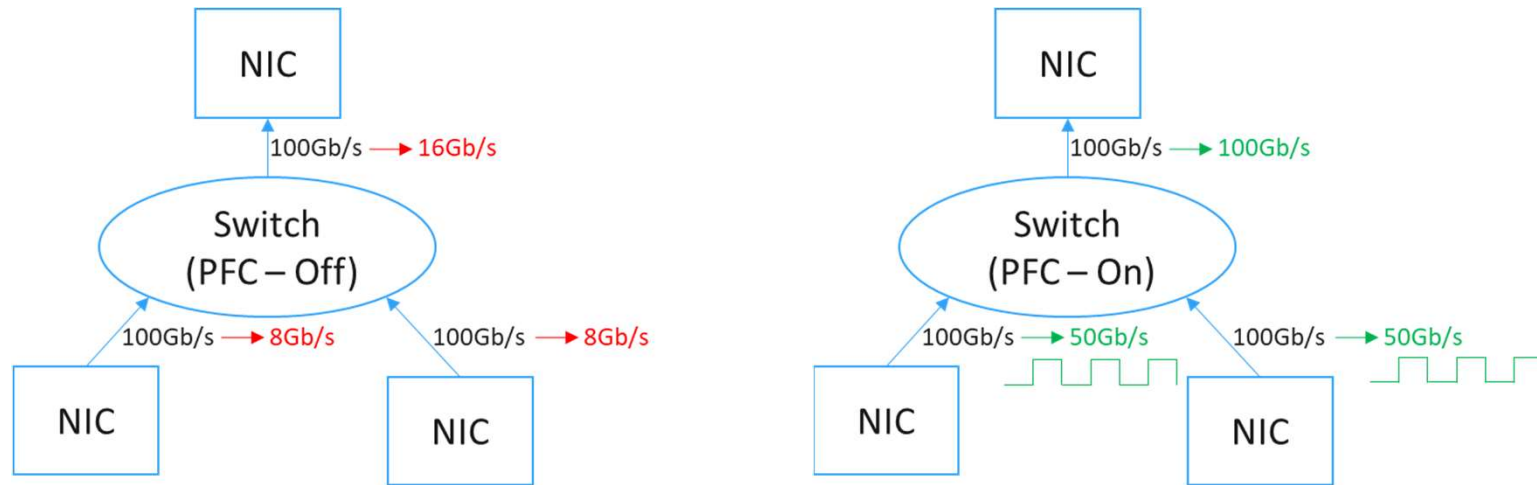 NIC
100Gb/s 16Gb/s
Switch
(PFC – Off)
100Gb/s 8Gb/s
100Gb/s 8Gb/s
NIC
NIC
NIC
100Gb/s 100Gb/s
Switch
(PFC – On)
100Gb/s 50Gb/s
100Gb/s 50Gb/s
NIC
NIC